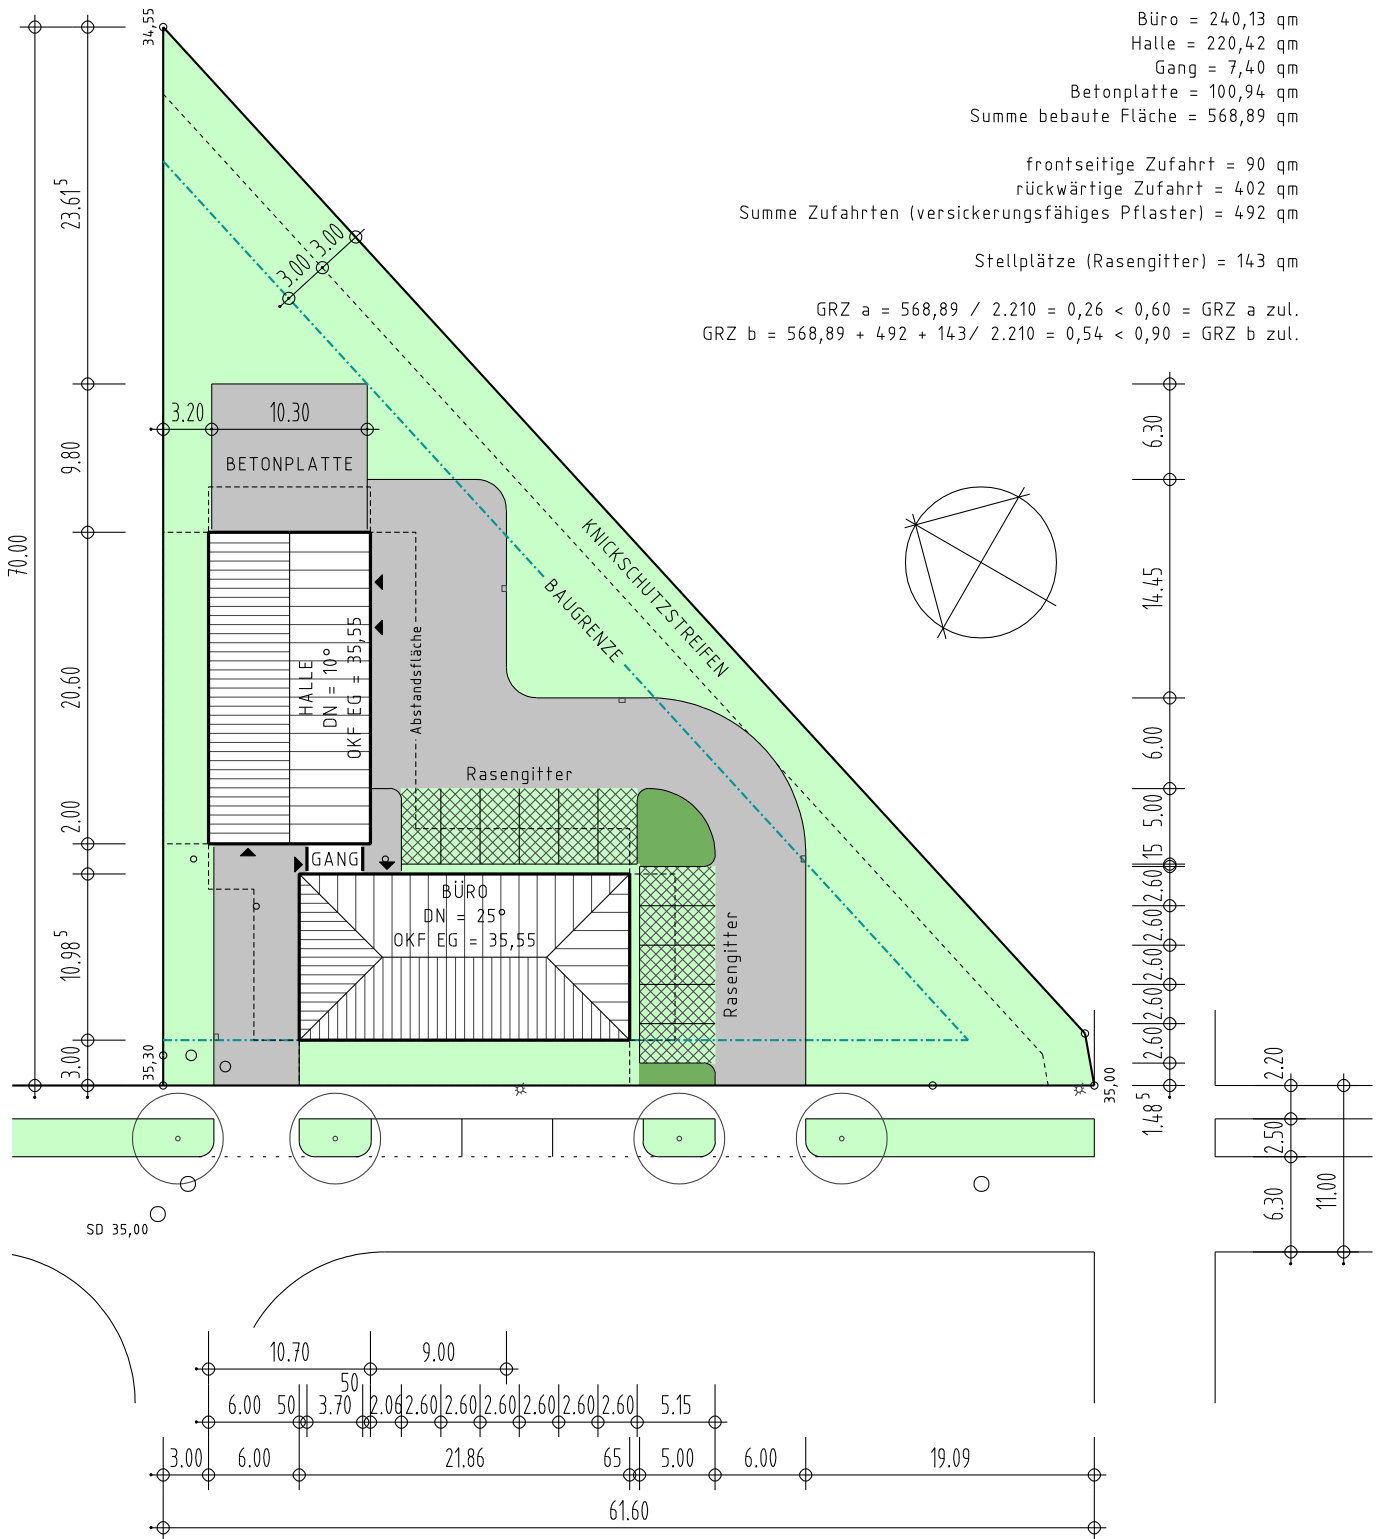 Büro = 240,13 qm
Halle = 220,42 qm
Gang = 7,40 qm
Betonplatte = 100,94 qm
Summe bebaute Fläche = 568,89 qm
frontseitige Zufahrt = 90 qm
rückwärtige Zufahrt = 402 qm
Summe Zufahrten (versickerungsfähiges Pflaster) = 492 qm
Stellplätze (Rasengitter) = 143 qm
GRZ a = 568,89 / 2.210 = 0,26 < 0,60 = GRZ a zul.
GRZ b = 568,89 + 492 + 143/ 2.210 = 0,54 < 0,90 = GRZ b zul.
34,55
70.00
23.61⁵
9.80
20.60
2.00
10.98⁵
3.00
3.00
3.00
3.20
10.30
BETONPLATTE
KNICKSCHUTZSTREIFEN
BAUGRENZE
HALLE
DN = 10°
OKF EG = 35,55
Abstandsfläche
Rasengitter
GANG
BÜRO
DN = 25°
OKF EG = 35,55
Rasengitter
35,30
35,00
6.30
14.45
6.00
5.00
15
2.60
2.60
2.60
2.60
2.60
1.48⁵
2.20
2.50
6.30
11.00
SD 35,00
10.70
9.00
50
6.00
50
3.70
2.06
2.60
2.60
2.60
2.60
2.60
2.60
5.15
3.00
6.00
21.86
65
5.00
6.00
19.09
61.60